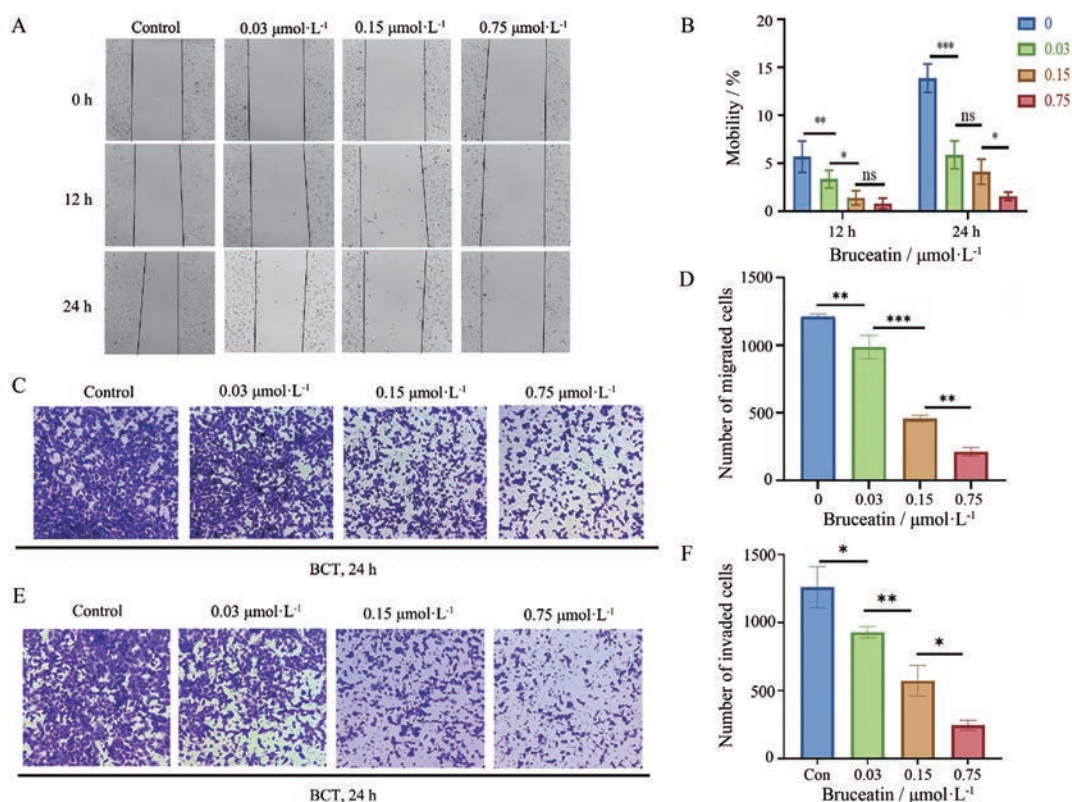 A
Control
0.03 μmol·L⁻¹
0.15 μmol·L⁻¹
0.75 μmol·L⁻¹
0 h
12 h
24 h
B
Mobility / %
20
15
10
5
0
**
*
ns
***
ns
*
12 h
24 h
Bruceatin / μmol·L⁻¹
0
0.03
0.15
0.75
C
Control
0.03 μmol·L⁻¹
0.15 μmol·L⁻¹
0.75 μmol·L⁻¹
BCT, 24 h
D
Number of migrated cells
1500
1000
500
0
**
***
**
0
0.03
0.15
0.75
Bruceatin / μmol·L⁻¹
E
Control
0.03 μmol·L⁻¹
0.15 μmol·L⁻¹
0.75 μmol·L⁻¹
BCT, 24 h
F
Number of invaded cells
1500
1000
500
0
*
**
*
Con
0.03
0.15
0.75
Bruceatin / μmol·L⁻¹